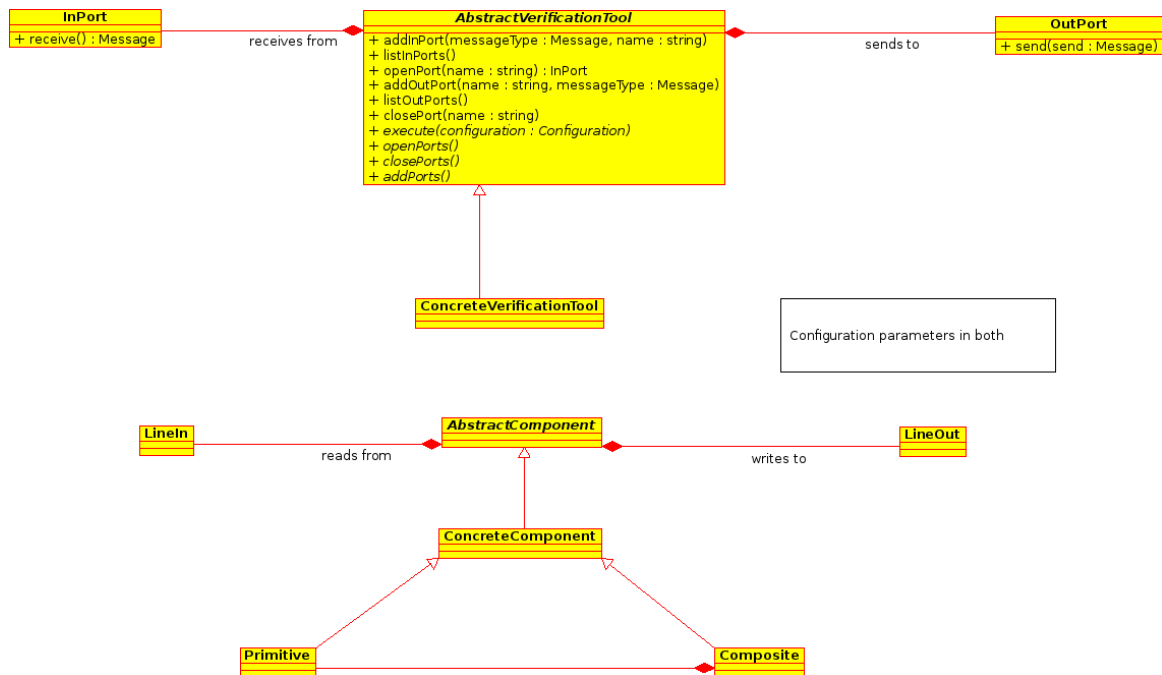 InPort
+ receive() : Message
receives from
AbstractVerificationTool
+ addInPort(messageType : Message, name : string)
+ listInPorts()
+ openPort(name : string) : InPort
+ addOutPort(name : string, messageType : Message)
+ listOutPorts()
+ closePort(name : string)
+ execute(configuration : Configuration)
+ openPorts()
+ closePorts()
+ addPorts()
sends to
OutPort
+ send(send : Message)
ConcreteVerificationTool
Configuration parameters in both
LineIn
reads from
AbstractComponent
writes to
LineOut
ConcreteComponent
Primitive
Composite